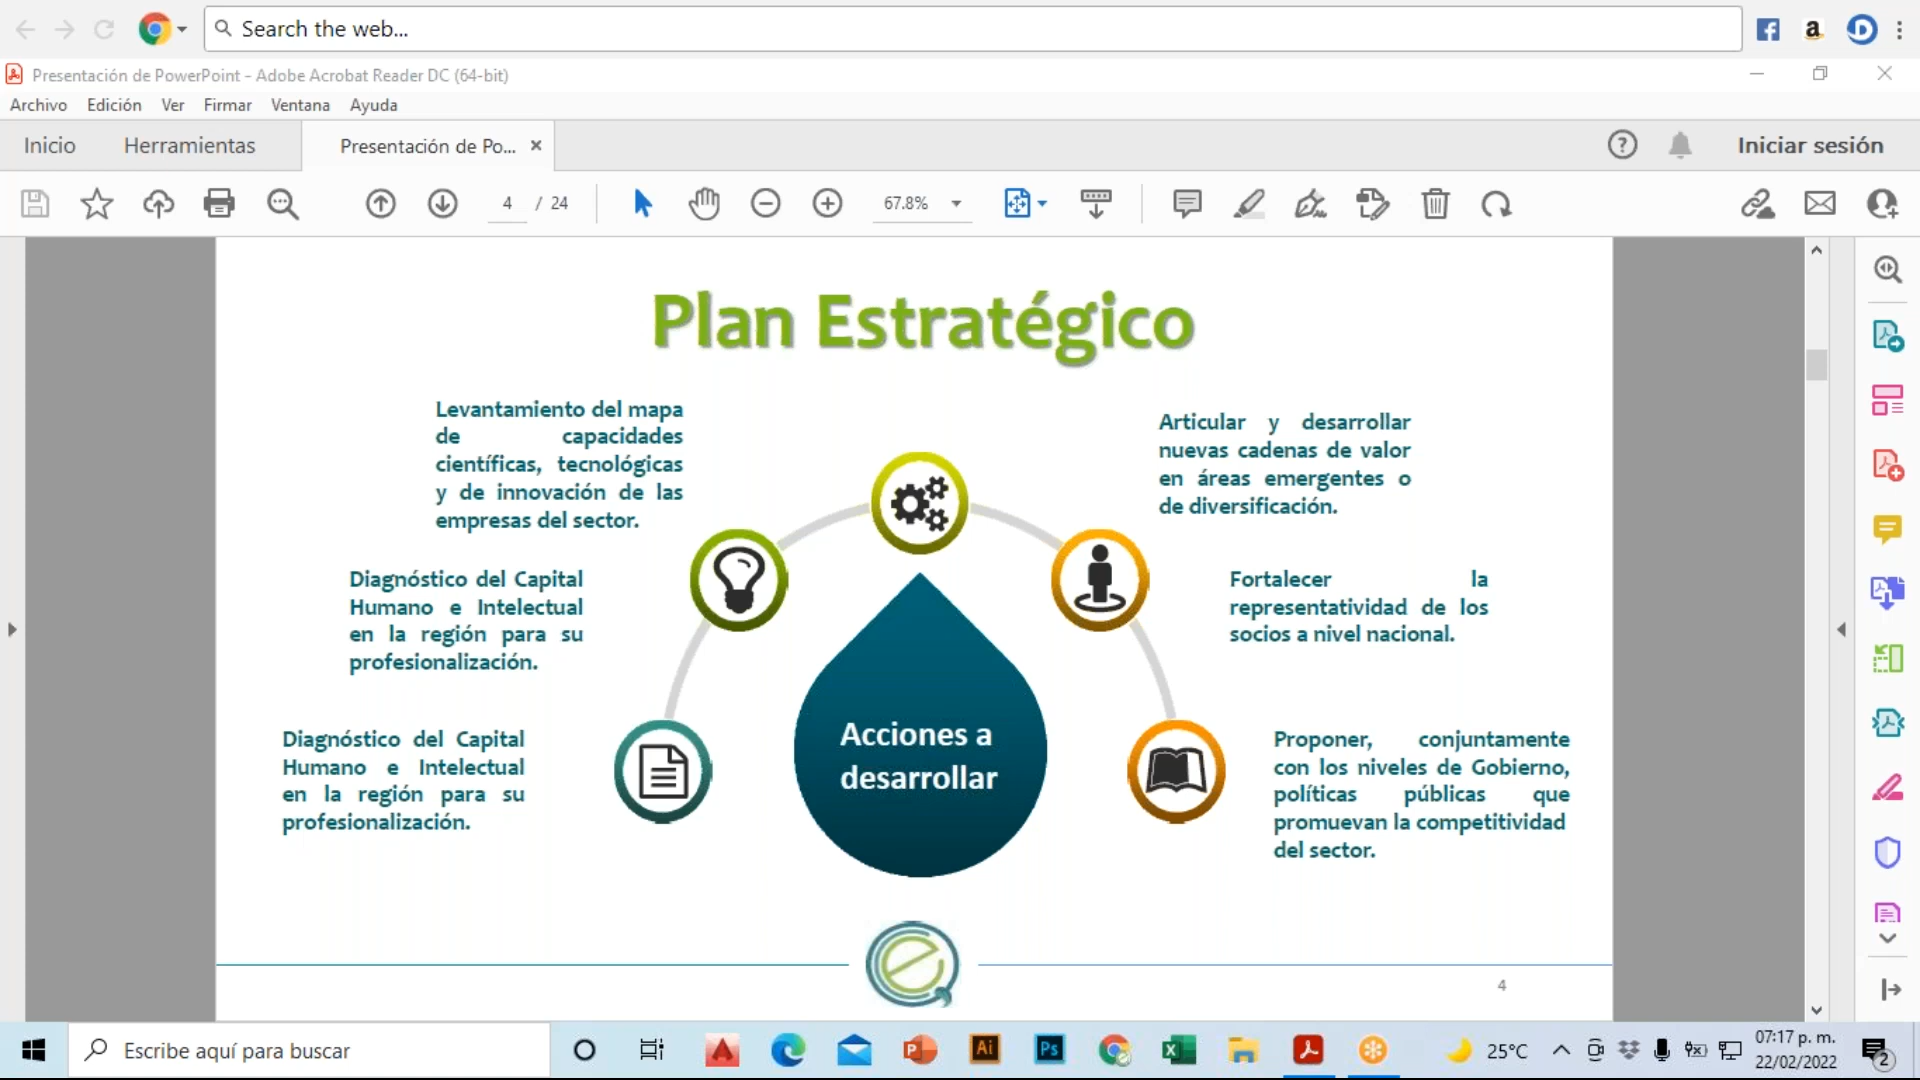 Search the web...
Presentación de PowerPoint - Adobe Acrobat Reader DC (64-bit)
Archivo Edición Ver Firmar Ventana Ayuda
Inicio Herramientas Presentación de Po... Iniciar sesión
4 / 24 67.8%
Plan Estratégico
Levantamiento del mapa
de capacidades
científicas, tecnológicas
y de innovación de las
empresas del sector.
Articular y desarrollar
nuevas cadenas de valor
en áreas emergentes o
de diversificación.
Diagnóstico del Capital
Humano e Intelectual
en la región para su
profesionalización.
Fortalecer la
representatividad de los
socios a nivel nacional.
Diagnóstico del Capital
Humano e Intelectual
en la región para su
profesionalización.
Acciones a
desarrollar
Proponer, conjuntamente
con los niveles de Gobierno,
políticas públicas que
promuevan la competitividad
del sector.
4
Escribe aquí para buscar
Ai
Ps
25°C
07:17 p. m.
22/02/2022
2